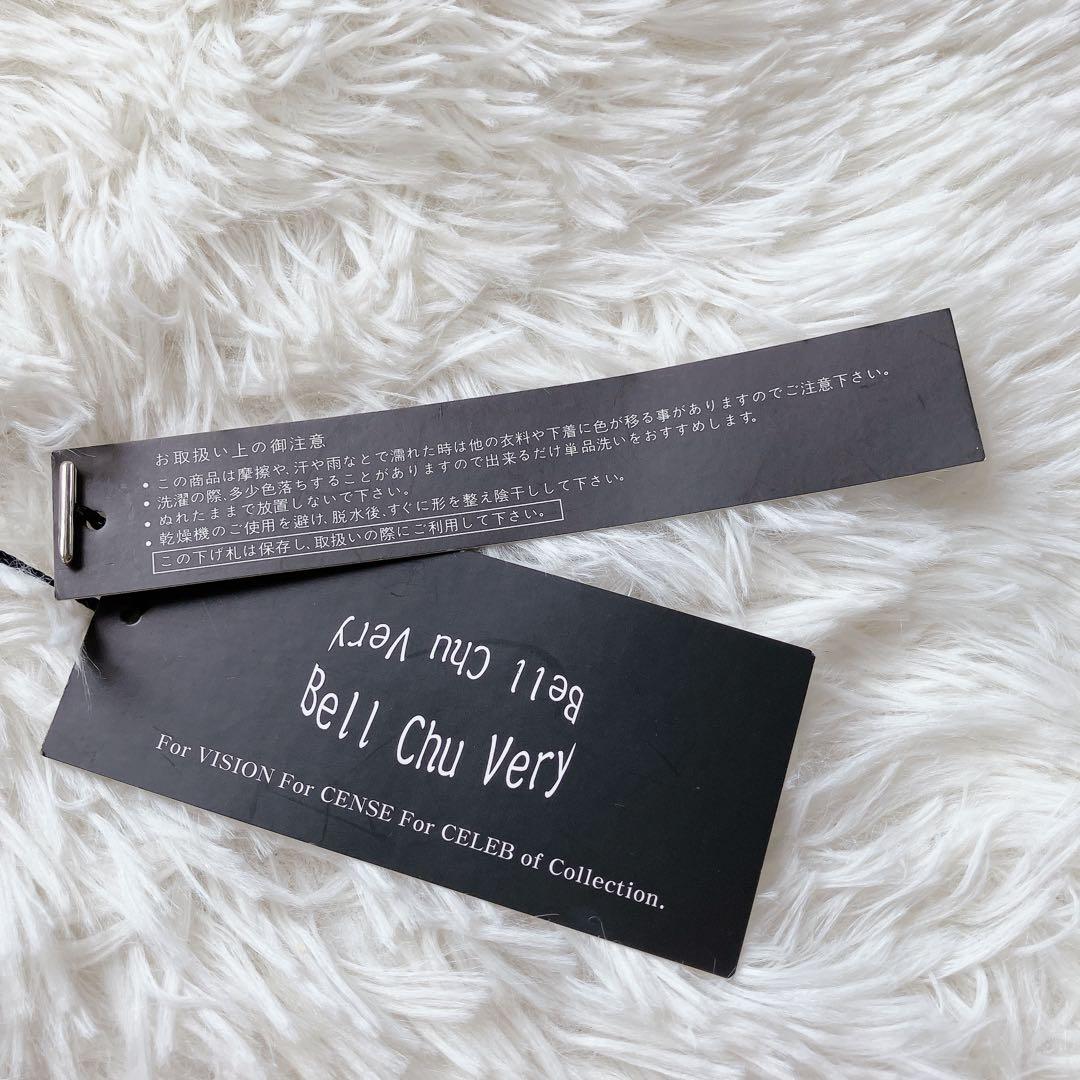 お取扱い上の御注意
• この商品は摩擦や、汗や雨などで濡れた時は他の衣料や下着に色が移る事がありますのでご注意下さい。
• 洗濯の際、多少色落ちすることがありますので出来るだけ単品洗いをおすすめします。
• ぬれたままで放置しないで下さい。
• 乾燥機のご使用を避け、脱水後、すぐに形を整え陰干しして下さい。
この下げ札は保存し、取扱いの際にご利用して下さい。
Bell Chu Very
Bell Chu Very
For VISION For CENSE For CELEB of Collection.